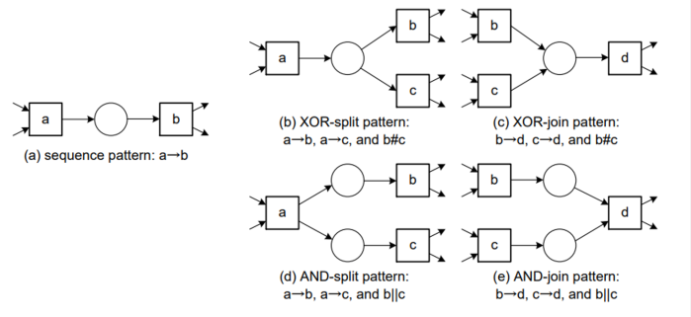 a
b
(a) sequence pattern: a→b
a
b
c
(b) XOR-split pattern:
a→b, a→c, and b#c
b
c
d
(c) XOR-join pattern:
b→d, c→d, and b#c
a
b
c
(d) AND-split pattern:
a→b, a→c, and b||c
b
c
d
(e) AND-join pattern:
b→d, c→d, and b||c